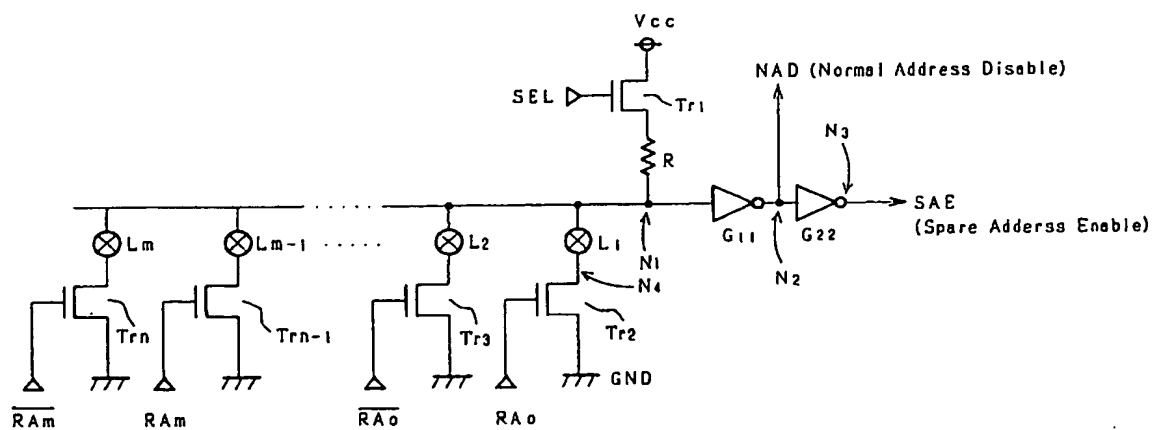 Vcc
SEL
Tr1
R
NAD (Normal Address Disable)
N3
SAE
(Spare Adderss Enable)
G11
G22
N1
N2
N4
Lm
Lm-1
L2
L1
Trn
Trn-1
Tr3
Tr2
GND
RAm
RAm
RAo
RAo